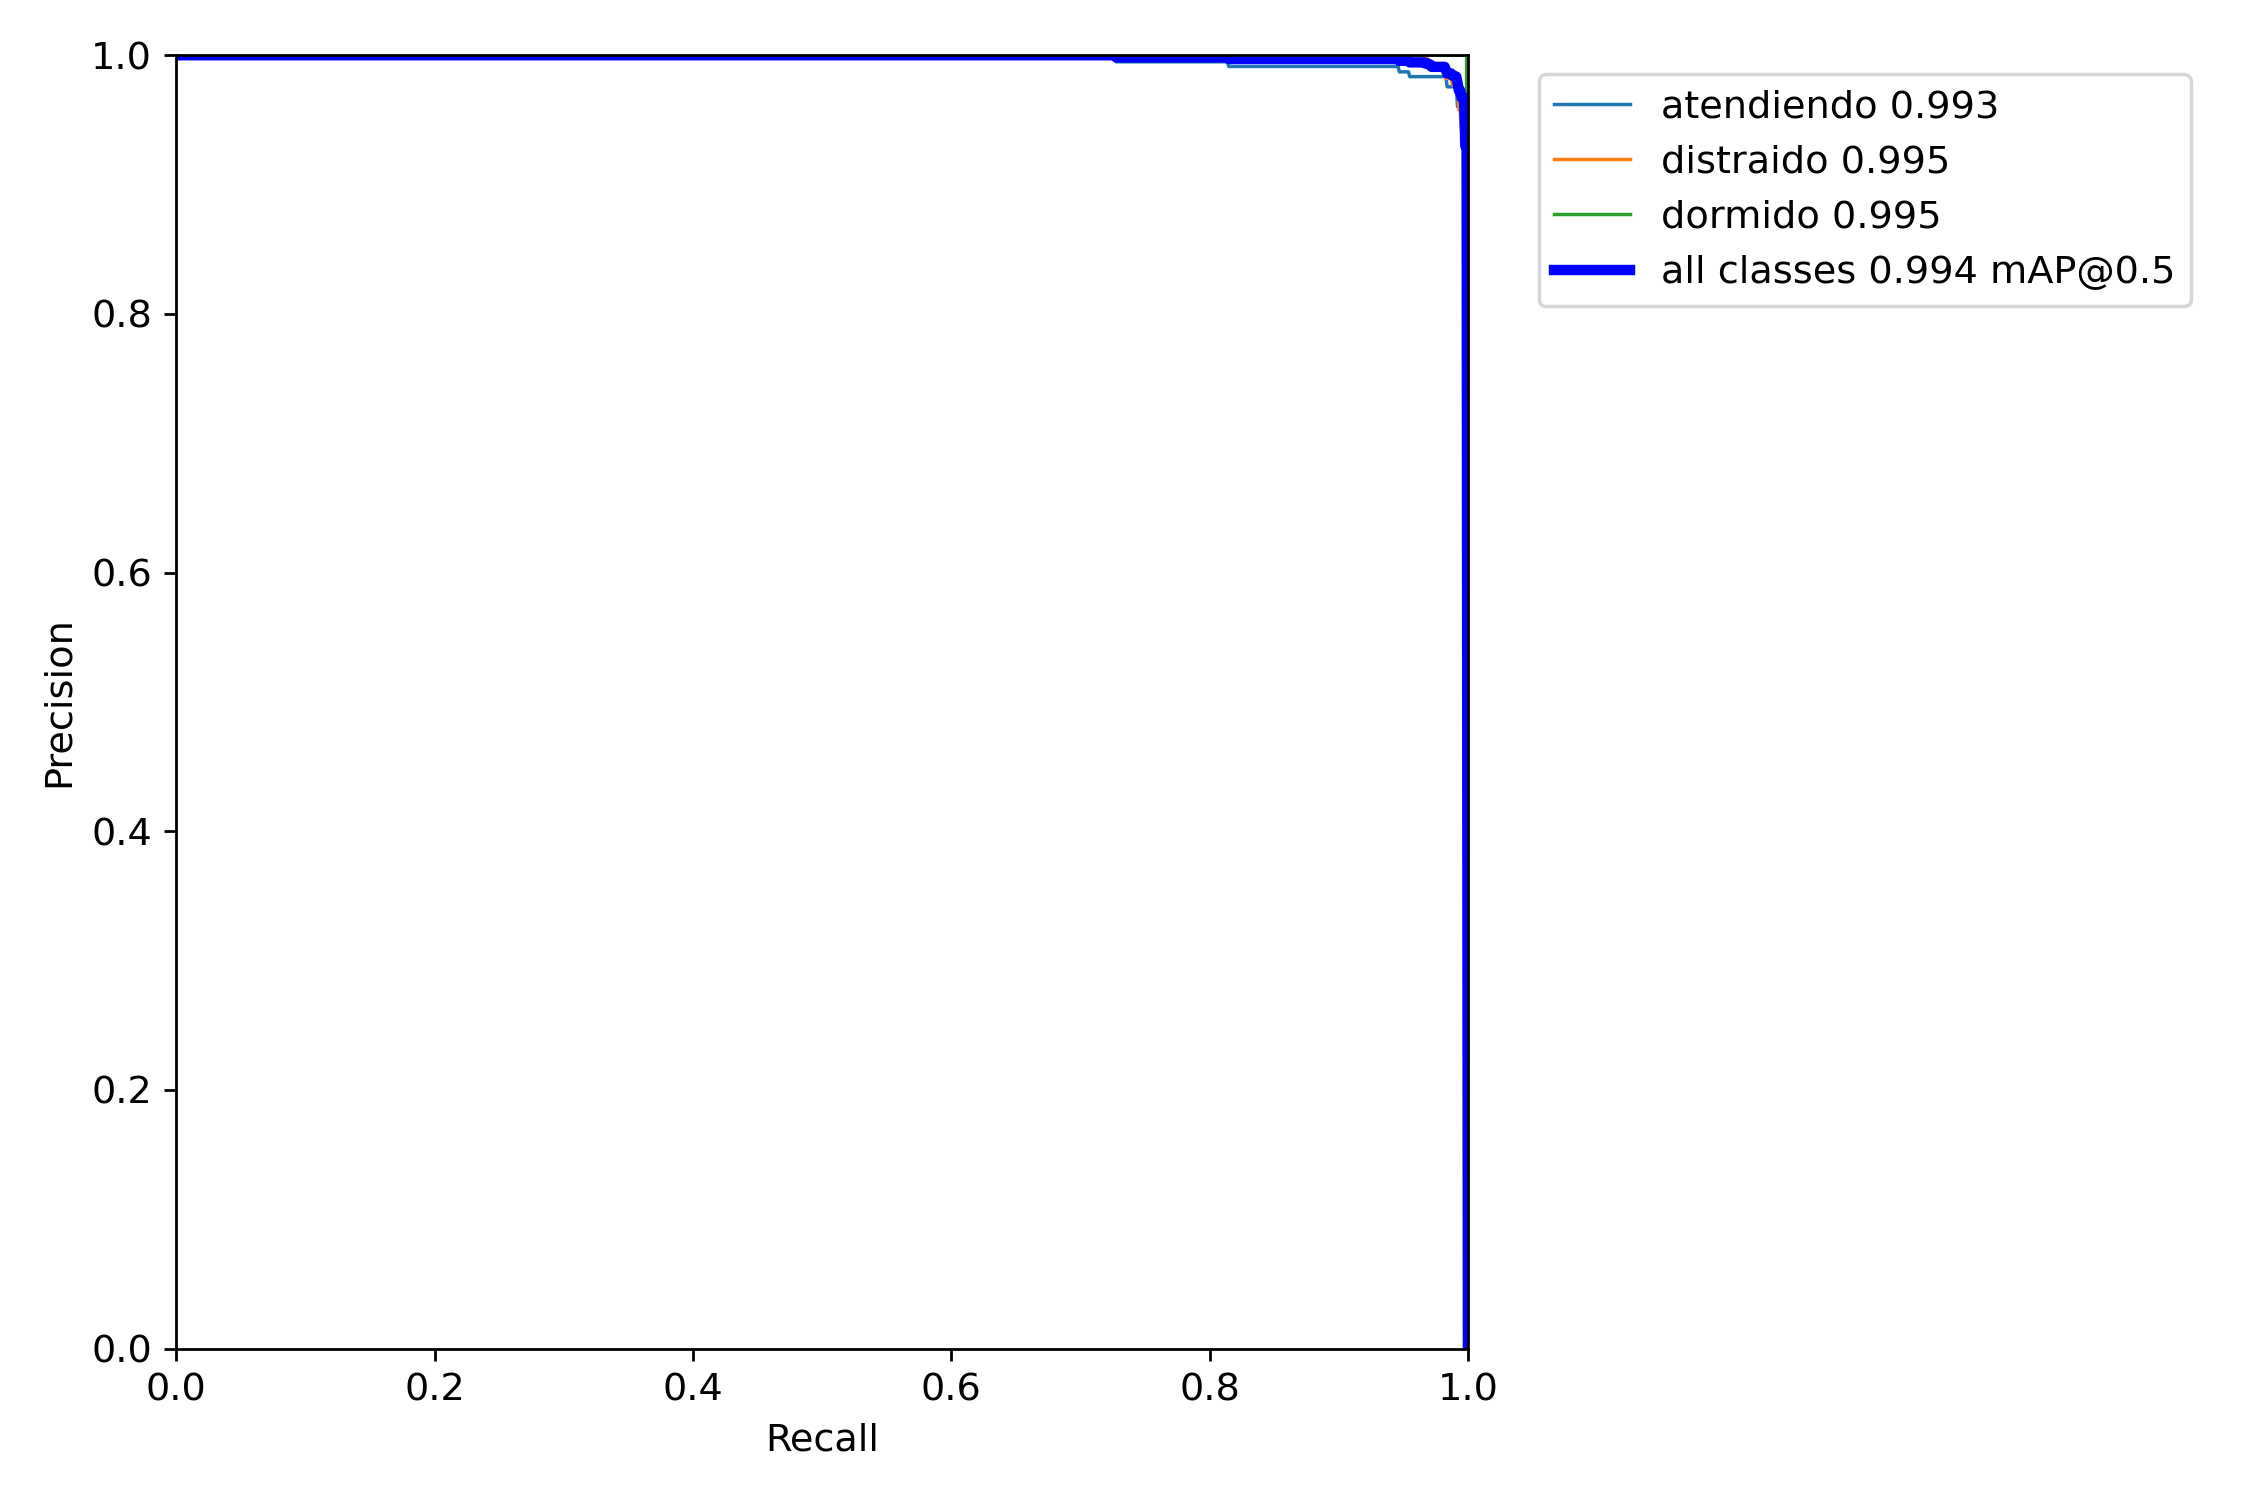 1.0
0.8
0.6
0.4
0.2
0.0
Precision
0.0 0.2 0.4 0.6 0.8 1.0
Recall
atendiendo 0.993
distraido 0.995
dormido 0.995
all classes 0.994 mAP@0.5